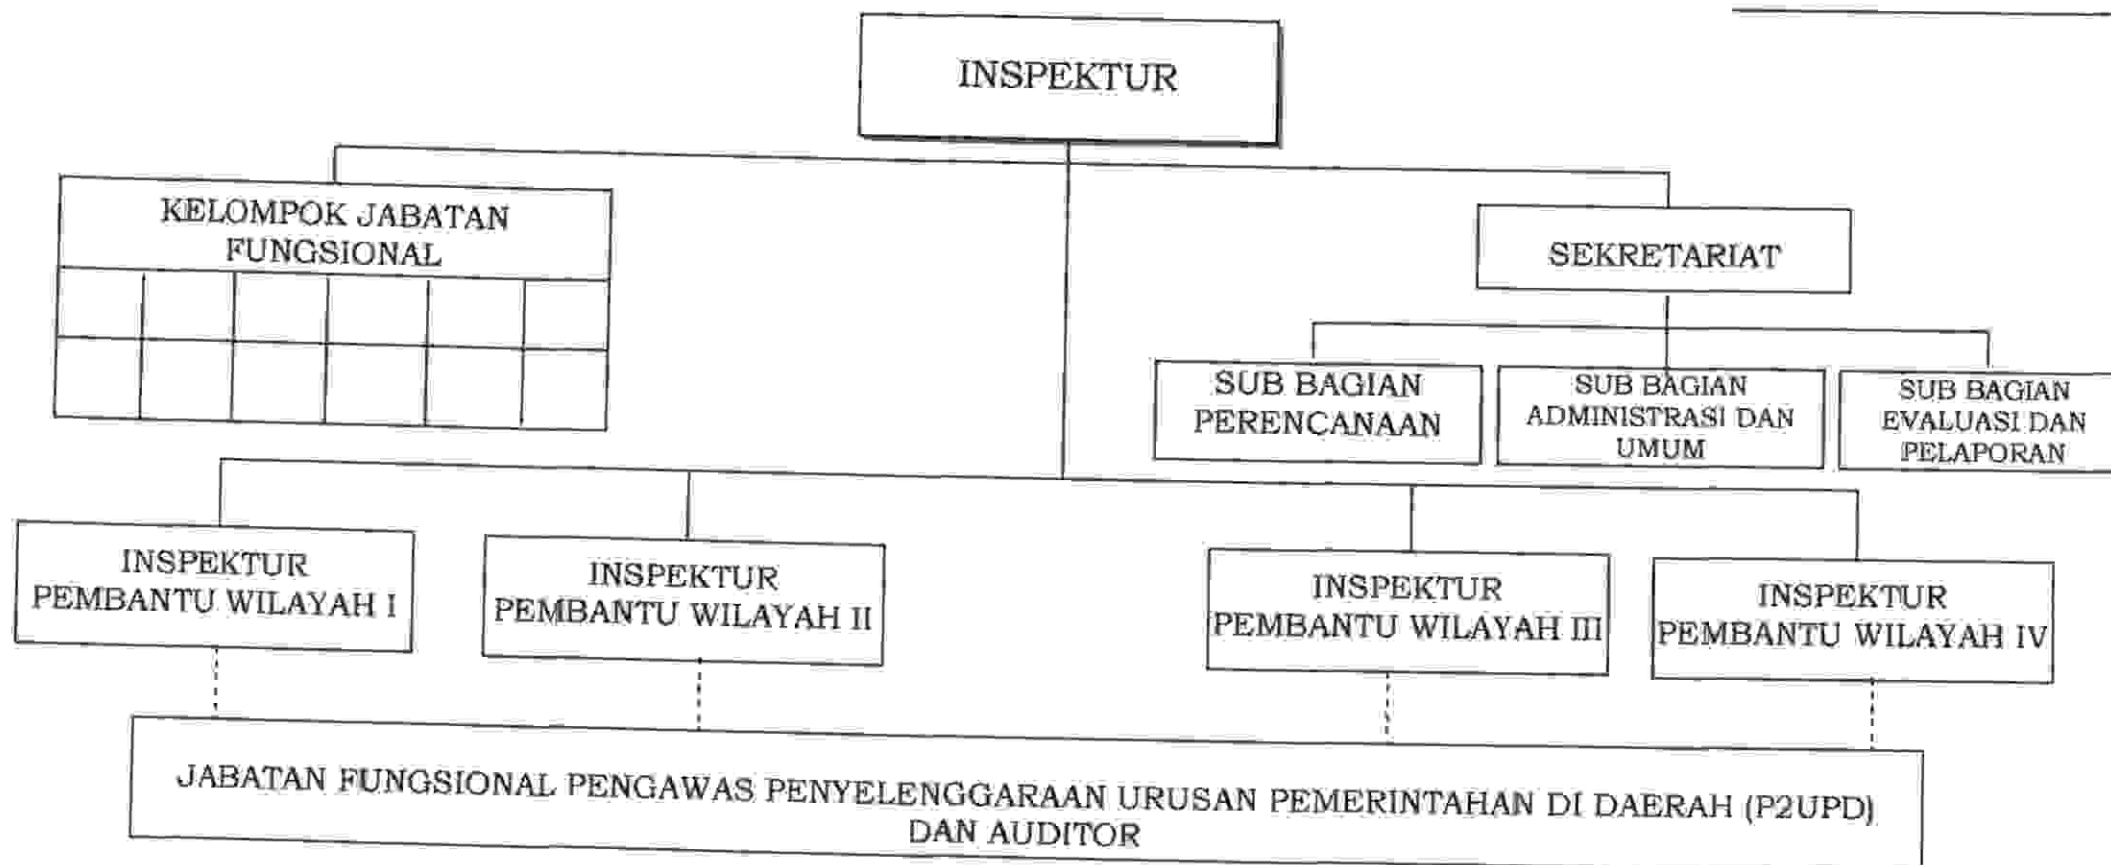 INSPEKTUR
KELOMPOK JABATAN
FUNGSIONAL
SEKRETARIAT
SUB BAGIAN
PERENCANAAN
SUB BAGIAN
ADMINISTRASI DAN
UMUM
SUB BAGIAN
EVALUASI DAN
PELAPORAN
INSPEKTUR
PEMBANTU WILAYAH I
INSPEKTUR
PEMBANTU WILAYAH II
INSPEKTUR
PEMBANTU WILAYAH III
INSPEKTUR
PEMBANTU WILAYAH IV
JABATAN FUNGSIONAL PENGAWAS PENYELENGGARAAN URUSAN PEMERINTAHAN DI DAERAH (P2UPD)
DAN AUDITOR